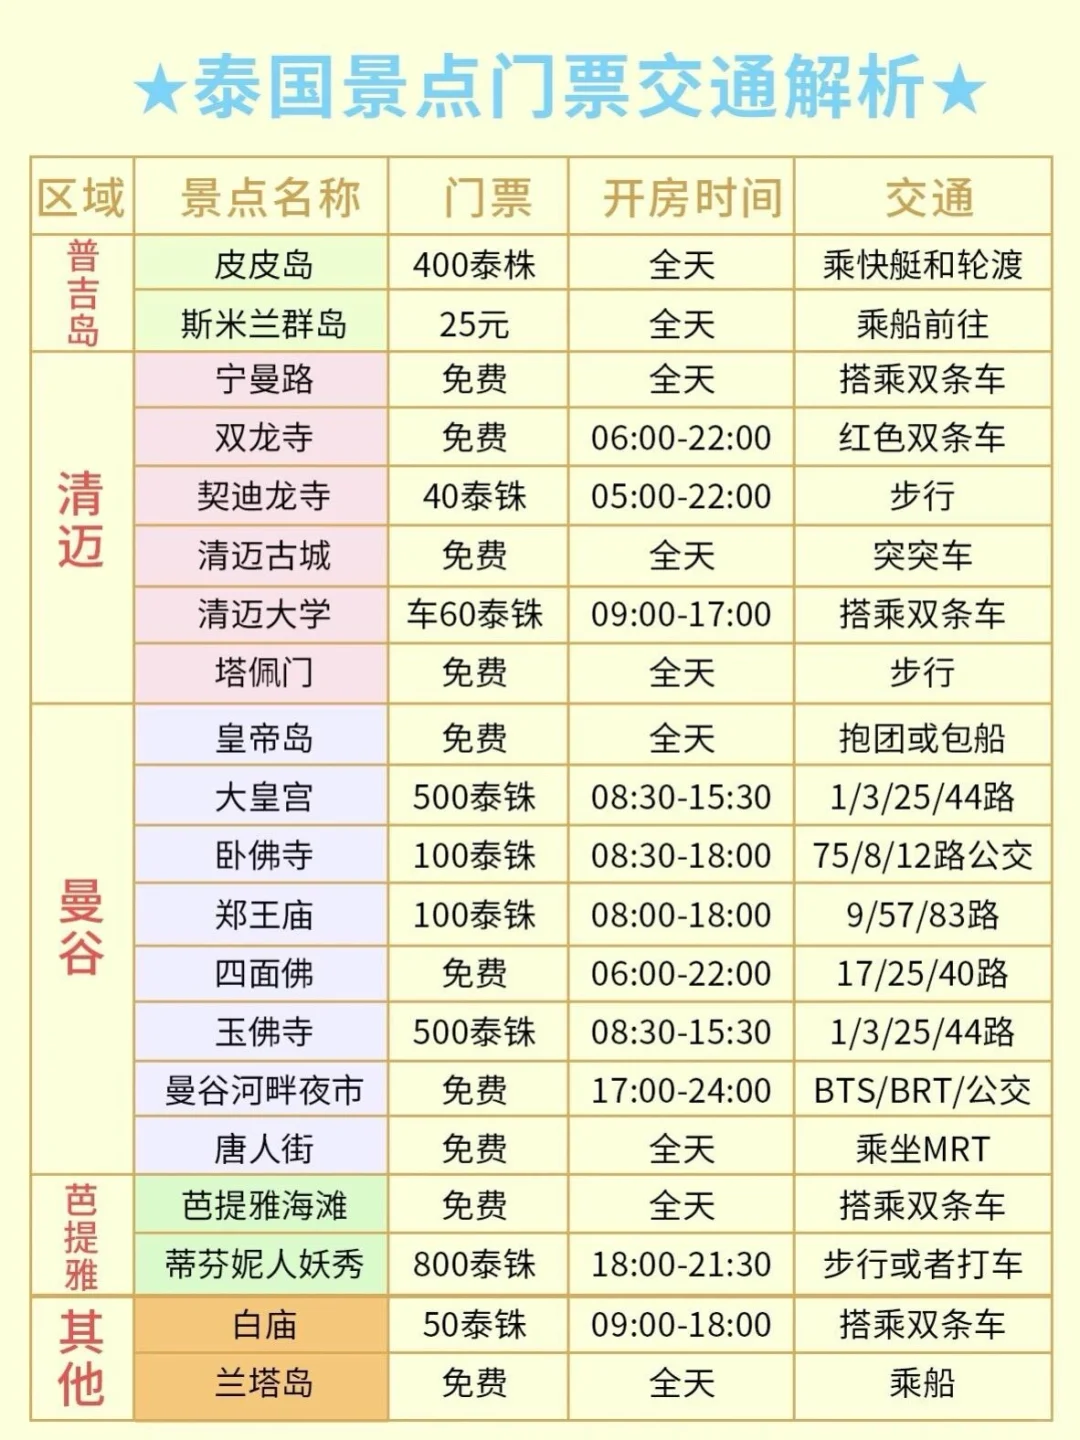 ★泰国景点门票交通解析★
区域 景点名称 门票 开房时间 交通
普吉岛
皮皮岛 400泰株 全天 乘快艇和轮渡
斯米兰群岛 25元 全天 乘船前往
清迈
宁曼路 免费 全天 搭乘双条车
双龙寺 免费 06:00-22:00 红色双条车
契迪龙寺 40泰铢 05:00-22:00 步行
清迈古城 免费 全天 突突车
清迈大学 车60泰铢 09:00-17:00 搭乘双条车
塔佩门 免费 全天 步行
曼谷
皇帝岛 免费 全天 抱团或包船
大皇宫 500泰铢 08:30-15:30 1/3/25/44路
卧佛寺 100泰铢 08:30-18:00 75/8/12路公交
郑王庙 100泰铢 08:00-18:00 9/57/83路
四面佛 免费 06:00-22:00 17/25/40路
玉佛寺 500泰铢 08:30-15:30 1/3/25/44路
曼谷河畔夜市 免费 17:00-24:00 BTS/BRT/公交
唐人街 免费 全天 乘坐MRT
芭提雅
芭提雅海滩 免费 全天 搭乘双条车
蒂芬妮人妖秀 800泰铢 18:00-21:30 步行或者打车
其他
白庙 50泰铢 09:00-18:00 搭乘双条车
兰塔岛 免费 全天 乘船